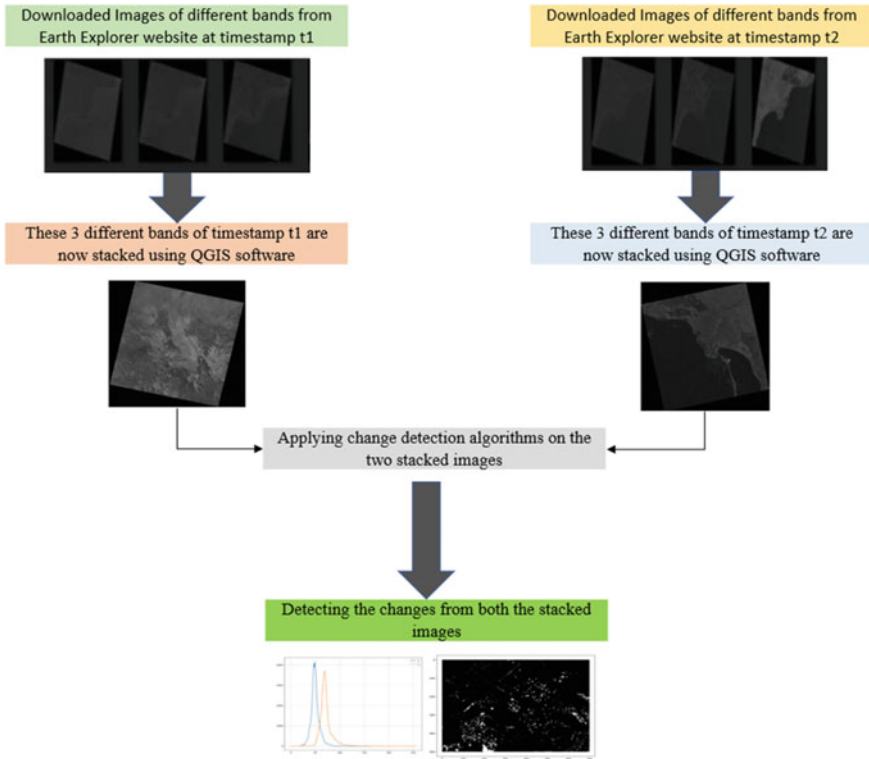 Downloaded Images of different bands from
Earth Explorer website at timestamp t1
Downloaded Images of different bands from
Earth Explorer website at timestamp t2
These 3 different bands of timestamp t1 are
now stacked using QGIS software
These 3 different bands of timestamp t2 are
now stacked using QGIS software
Applying change detection algorithms on the
two stacked images
Detecting the changes from both the stacked
images